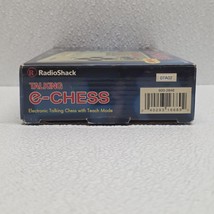 RadioShack
TALKING
e-CHESS
Electronic Talking Chess with Teach Mode